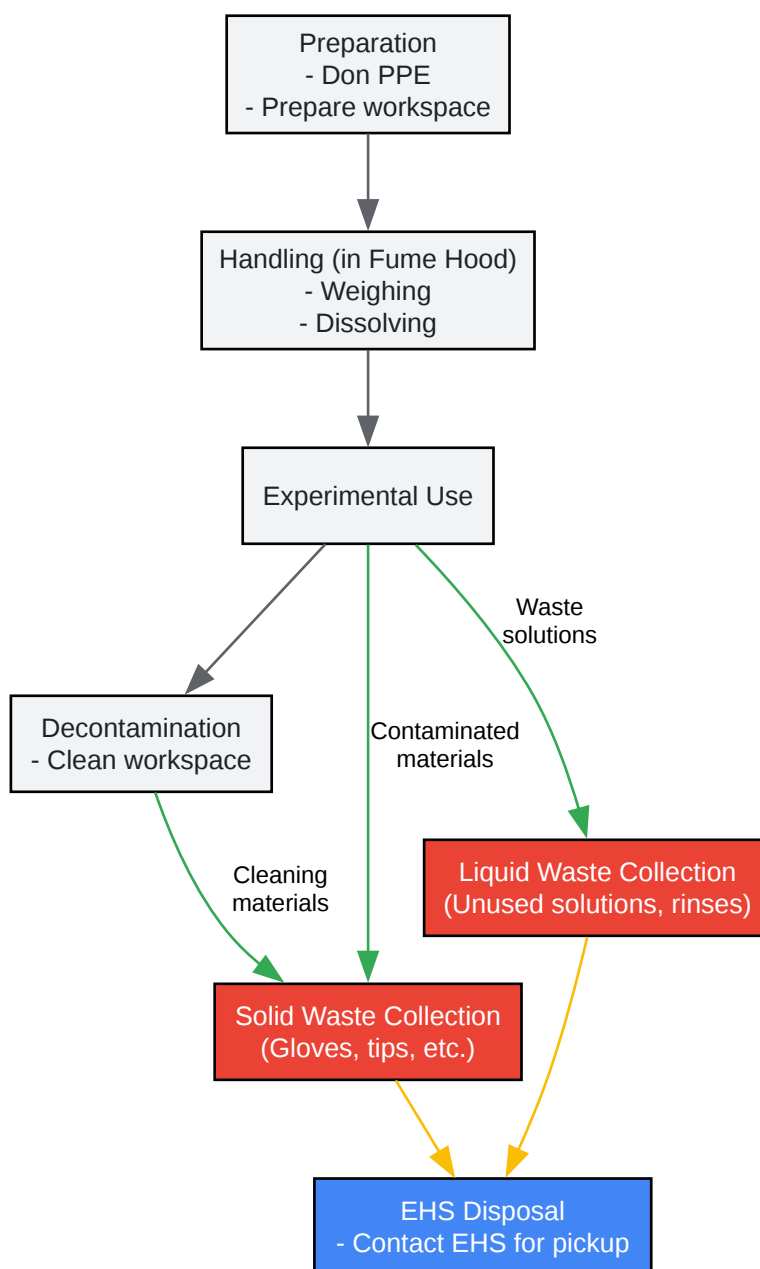 Preparation
- Don PPE
- Prepare workspace
Handling (in Fume Hood)
- Weighing
- Dissolving
Experimental Use
Waste
solutions
Decontamination
- Clean workspace
Contaminated
materials
Cleaning
materials
Liquid Waste Collection
(Unused solutions, rinses)
Solid Waste Collection
(Gloves, tips, etc.)
EHS Disposal
- Contact EHS for pickup